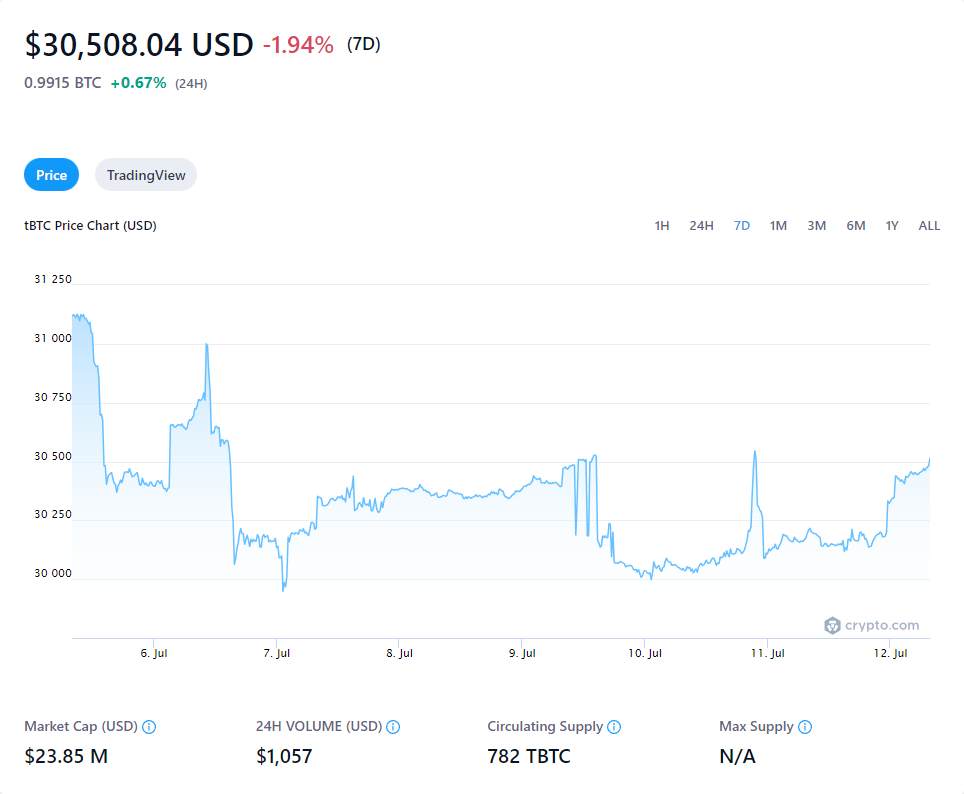 $30,508.04 USD -1.94% (7D)
0.9915 BTC +0.67% (24H)
Price TradingView
tBTC Price Chart (USD) 1H 24H 7D 1M 3M 6M 1Y ALL
31 250
31 000
30 750
30 500
30 250
30 000
crypto.com
6. Jul 7. Jul 8. Jul 9. Jul 10. Jul 11. Jul 12. Jul
Market Cap (USD) 24H VOLUME (USD) Circulating Supply Max Supply
$23.85 M $1,057 782 TBTC N/A